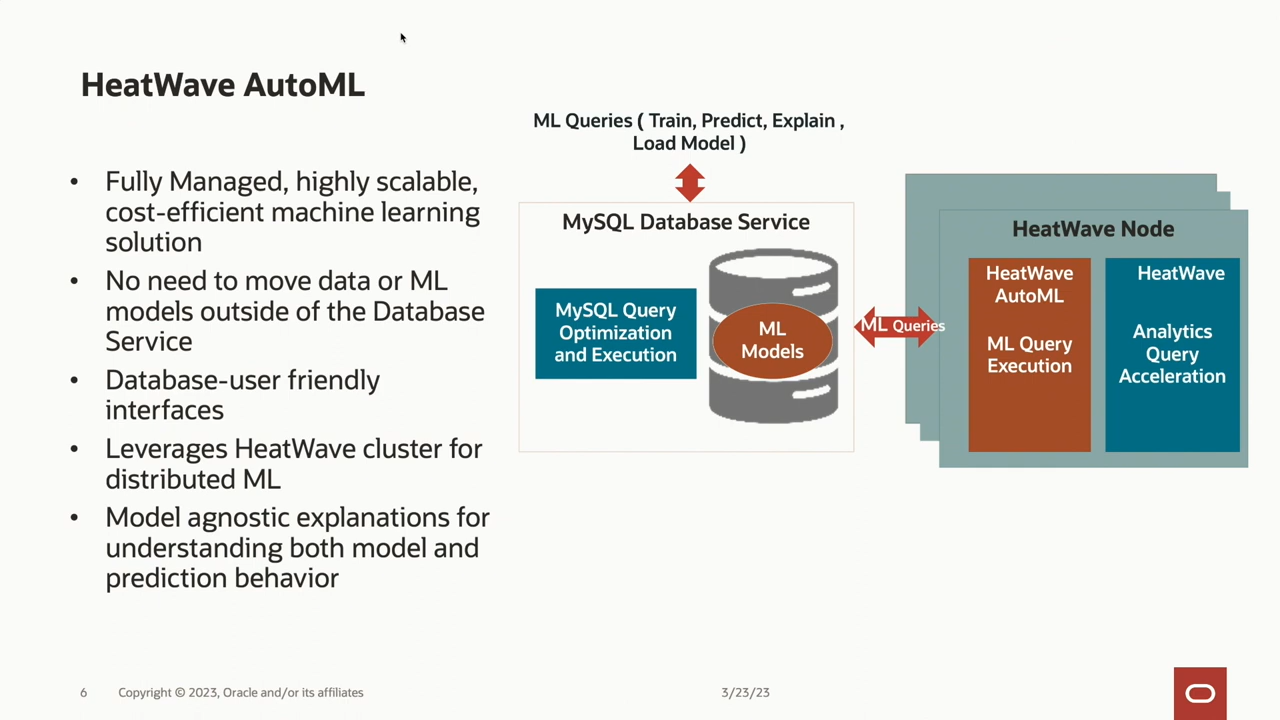 HeatWave AutoML
• Fully Managed, highly scalable,
cost-efficient machine learning
solution
• No need to move data or ML
models outside of the Database
Service
• Database-user friendly
interfaces
• Leverages HeatWave cluster for
distributed ML
• Model agnostic explanations for
understanding both model and
prediction behavior
ML Queries ( Train, Predict, Explain ,
Load Model )
MySQL Database Service
MySQL Query
Optimization
and Execution
ML
Models
ML Queries
HeatWave Node
HeatWave
AutoML
ML Query
Execution
HeatWave
Analytics
Query
Acceleration
6
Copyright © 2023, Oracle and/or its affiliates
3/23/23